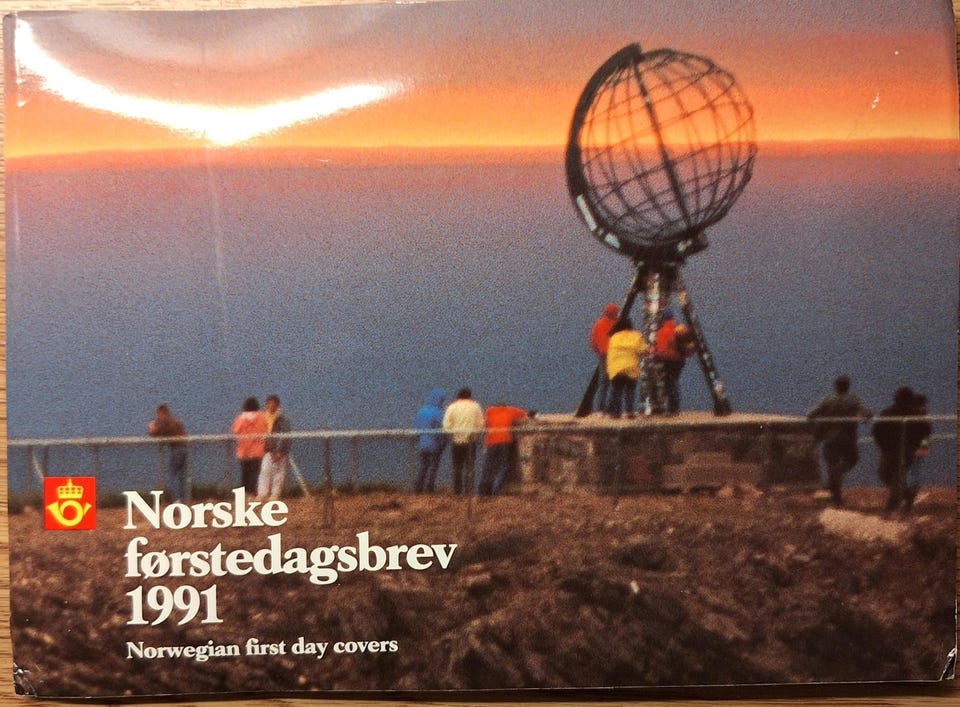 Norske
førstedagsbrev
1991
Norwegian first day covers